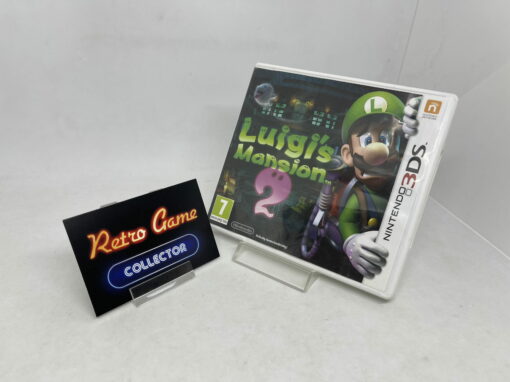 Retro Game
COLLECTOR
Luigi's
Mansion
2
7
L
NINTENDO 3DS